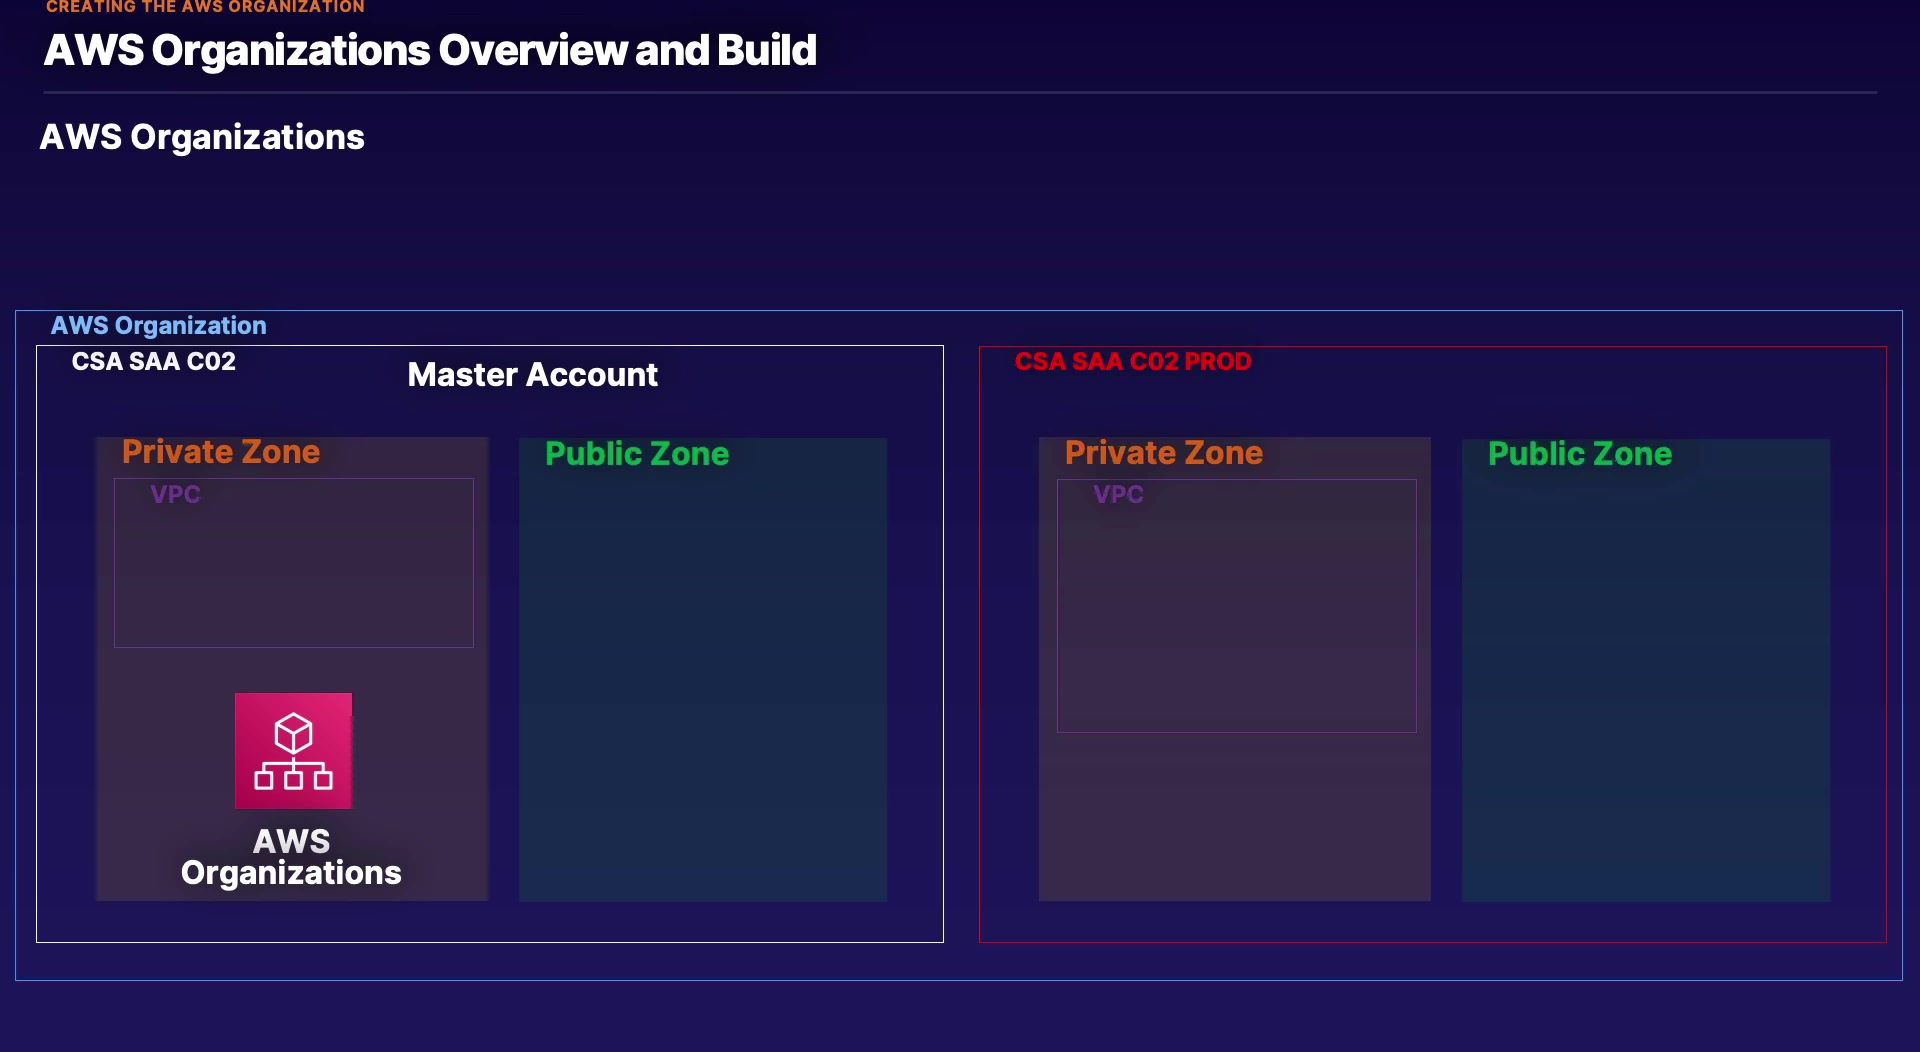 CREATING THE AWS ORGANIZATION
AWS Organizations Overview and Build
AWS Organizations
AWS Organization
CSA SAA C02
Master Account
Private Zone
VPC
AWS
Organizations
Public Zone
CSA SAA C02 PROD
Private Zone
VPC
Public Zone